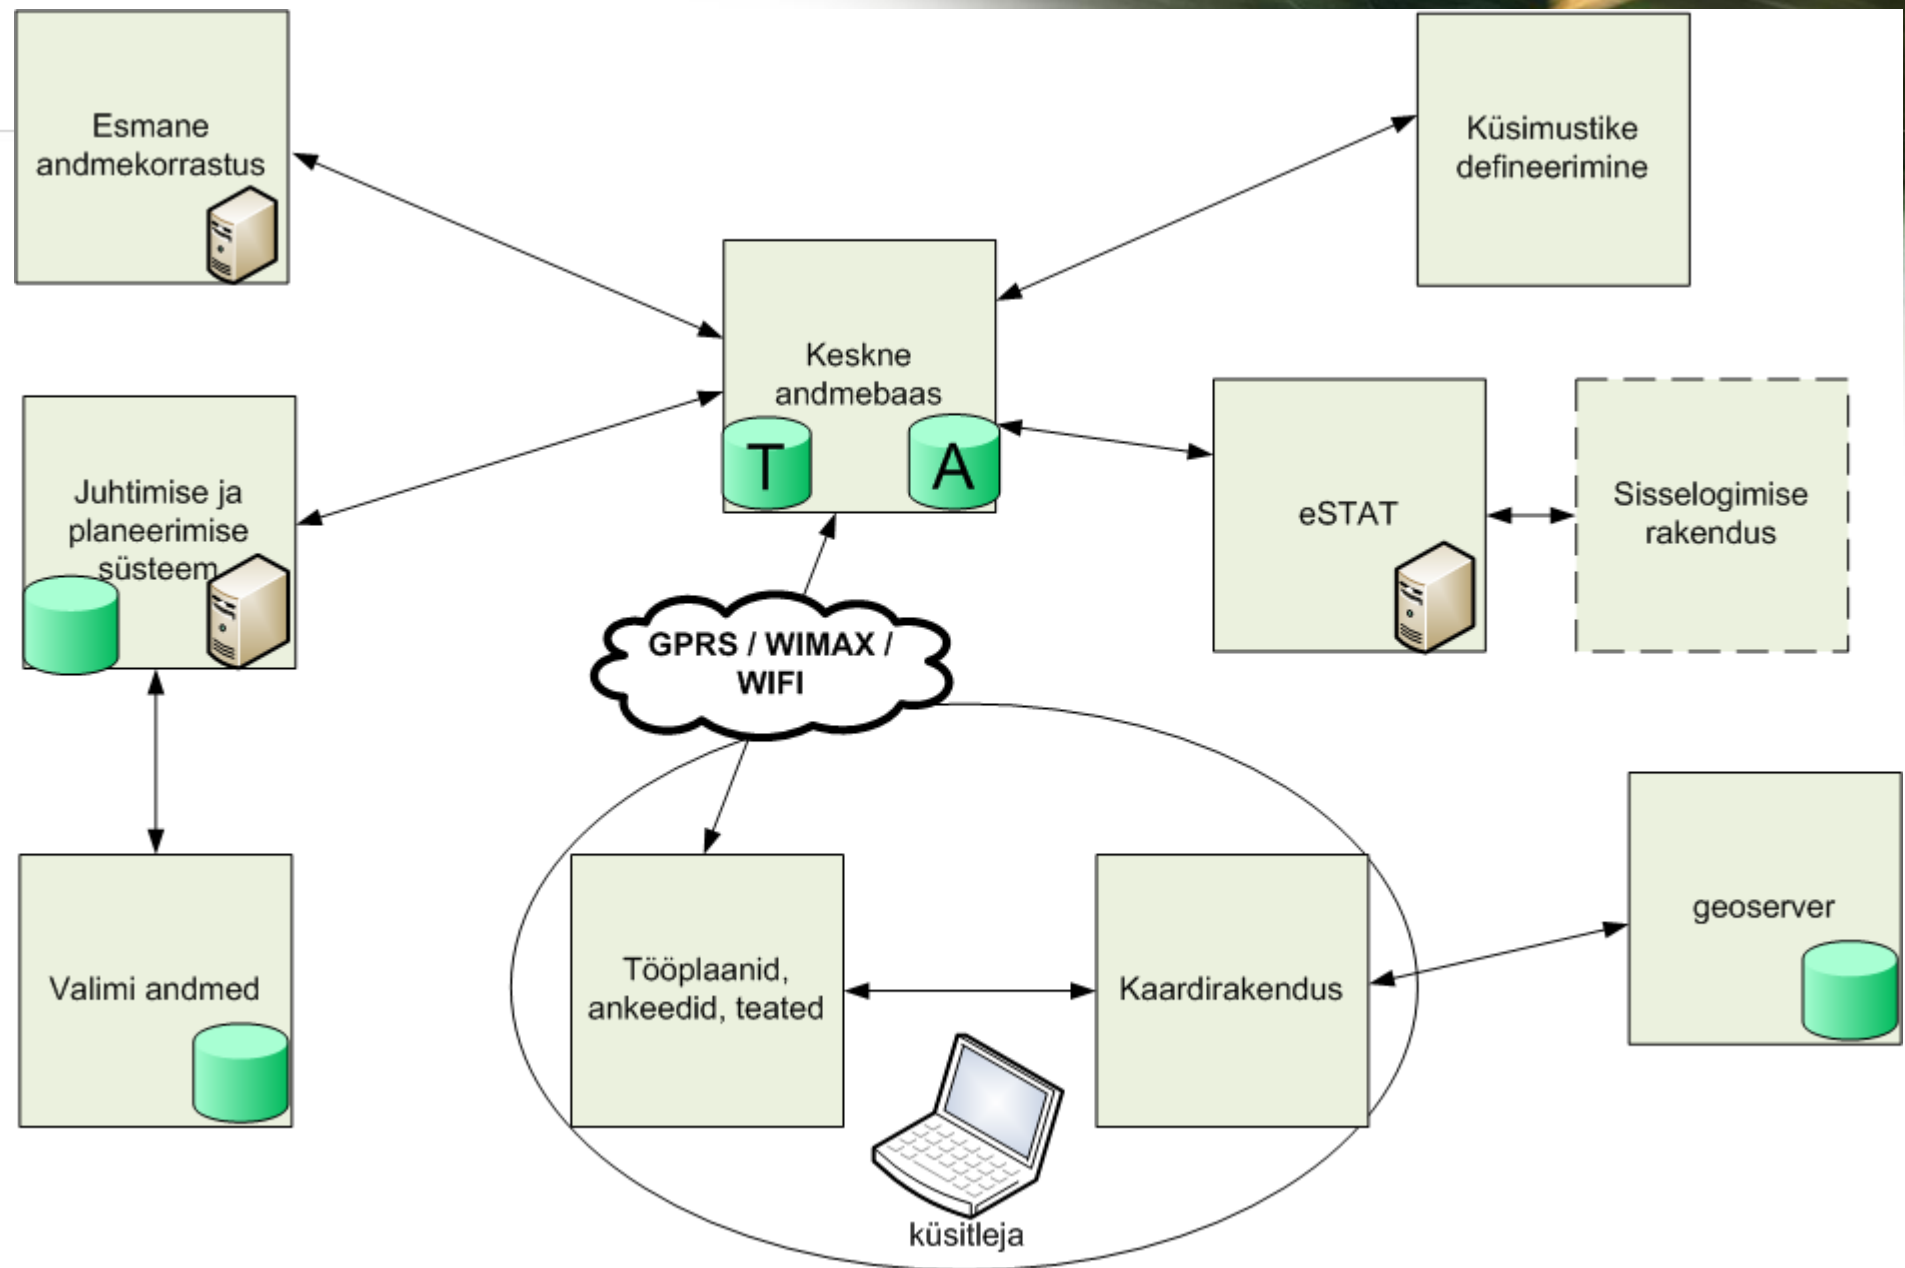 Esmane
andmekorrastus
Küsimustike
defineerimine
Keskne
andmebaas
T
A
Juhtimise ja
planeerimise
süsteem
eSTAT
Sisselogimise
rakendus
GPRS / WIMAX /
WIFI
Valimi andmed
Tööplaanid,
ankeedid, teated
Kaardirakendus
geoserver
küsitleja